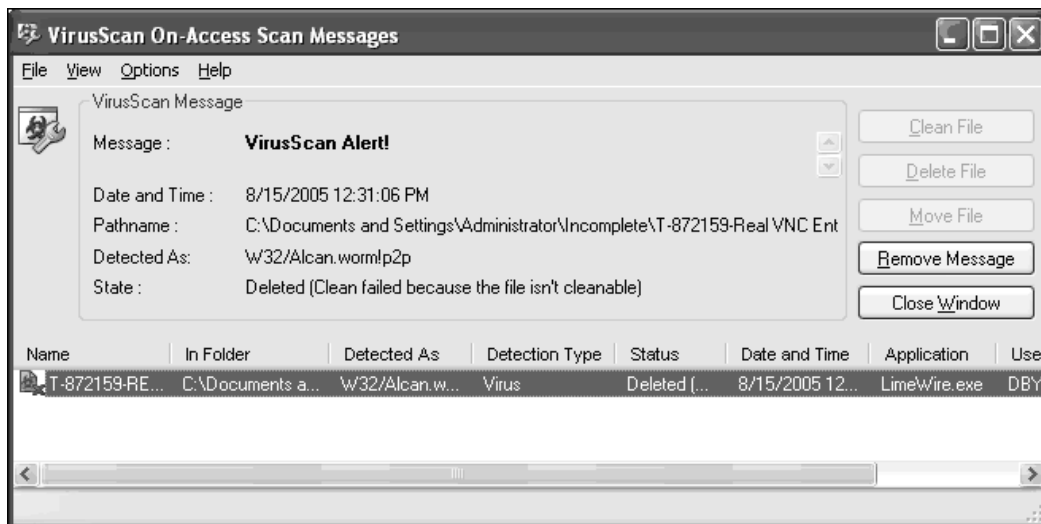 VirusScan On-Access Scan Messages
File View Options Help
VirusScan Message
Message : VirusScan Alert!
Date and Time : 8/15/2005 12:31:06 PM
Pathname : C:\Documents and Settings\Administrator\Incomplete\T-872159-Real VNC Ent
Detected As: W32/Alcan.worm!p2p
State : Deleted (Clean failed because the file isn't cleanable)
Clean File
Delete File
Move File
Remove Message
Close Window
Name In Folder Detected As Detection Type Status Date and Time Application Use
T-872159-RE... C:\Documents a... W32/Alcan.w... Virus Deleted (... 8/15/2005 12... LimeWire.exe DBY